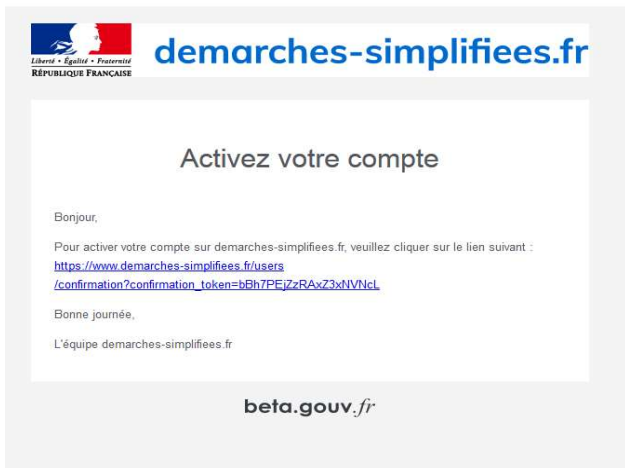 Liberté • Égalité • Fraternité
RÉPUBLIQUE FRANÇAISE
demarches-simplifiees.fr
Activez votre compte
Bonjour,
Pour activer votre compte sur demarches-simplifiees.fr, veuillez cliquer sur le lien suivant :
https://www.demarches-simplifiees.fr/users
/confirmation?confirmation_token=bBh7PEjZzRAxZ3xNVNcL
Bonne journée,
L'équipe demarches-simplifiees.fr
beta.gouv.fr